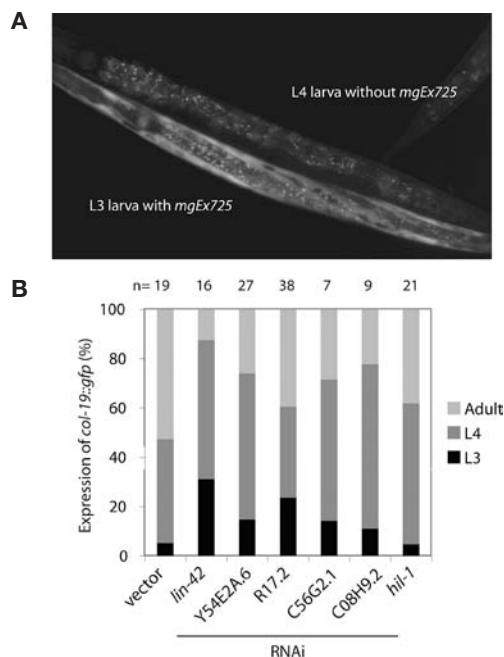 A
L4 larva without mgEx725
L3 larva with mgEx725
B
n= 19 16 27 38 7 9 21
Expression of col-19::gfp (%)
100
80
60
40
20
0
Adult
L4
L3
vector
lin-42
Y54E2A.6
R17.2
C56G2.1
C08H9.2
hil-1
RNAi